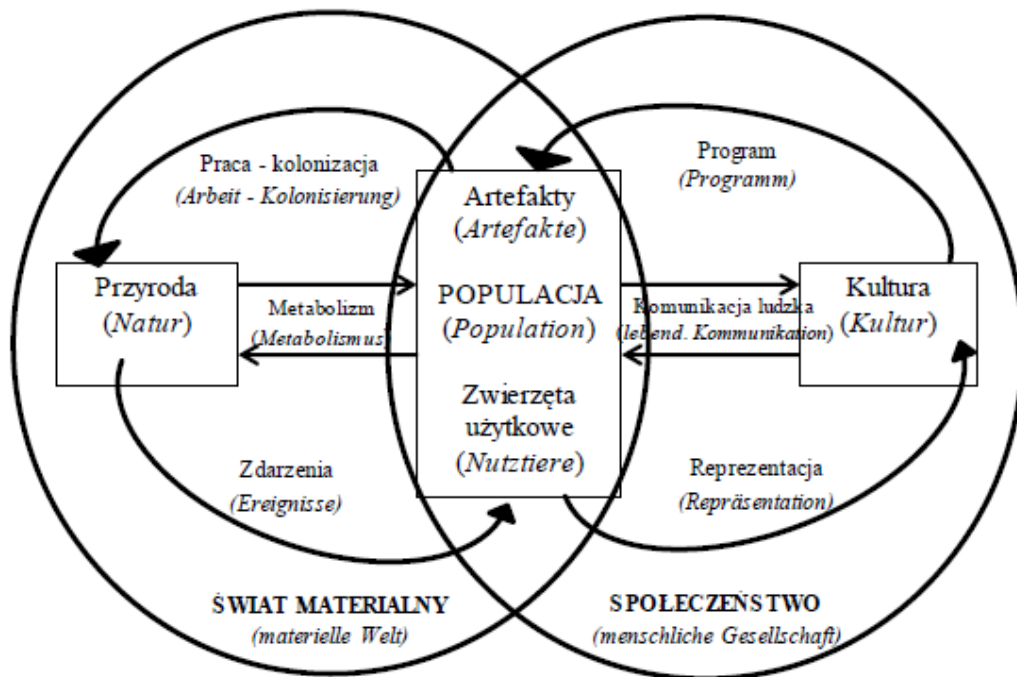 Praca - kolonizacja
(Arbeit - Kolonisierung)
Program
(Programm)
Artefakty
(Artefakte)
POPULACJA
(Population)
Zwierzęta
użytkowe
(Nutztiere)
Przyroda
(Natur)
Metabolizm
(Metabolismus)
Komunikacja ludzka
(lebend. Kommunikation)
Kultura
(Kultur)
Zdarzenia
(Ereignisse)
Reprezentacja
(Repräsentation)
ŚWIAT MATERIALNY
(materielle Welt)
SPOŁECZEŃSTWO
(menschliche Gesellschaft)